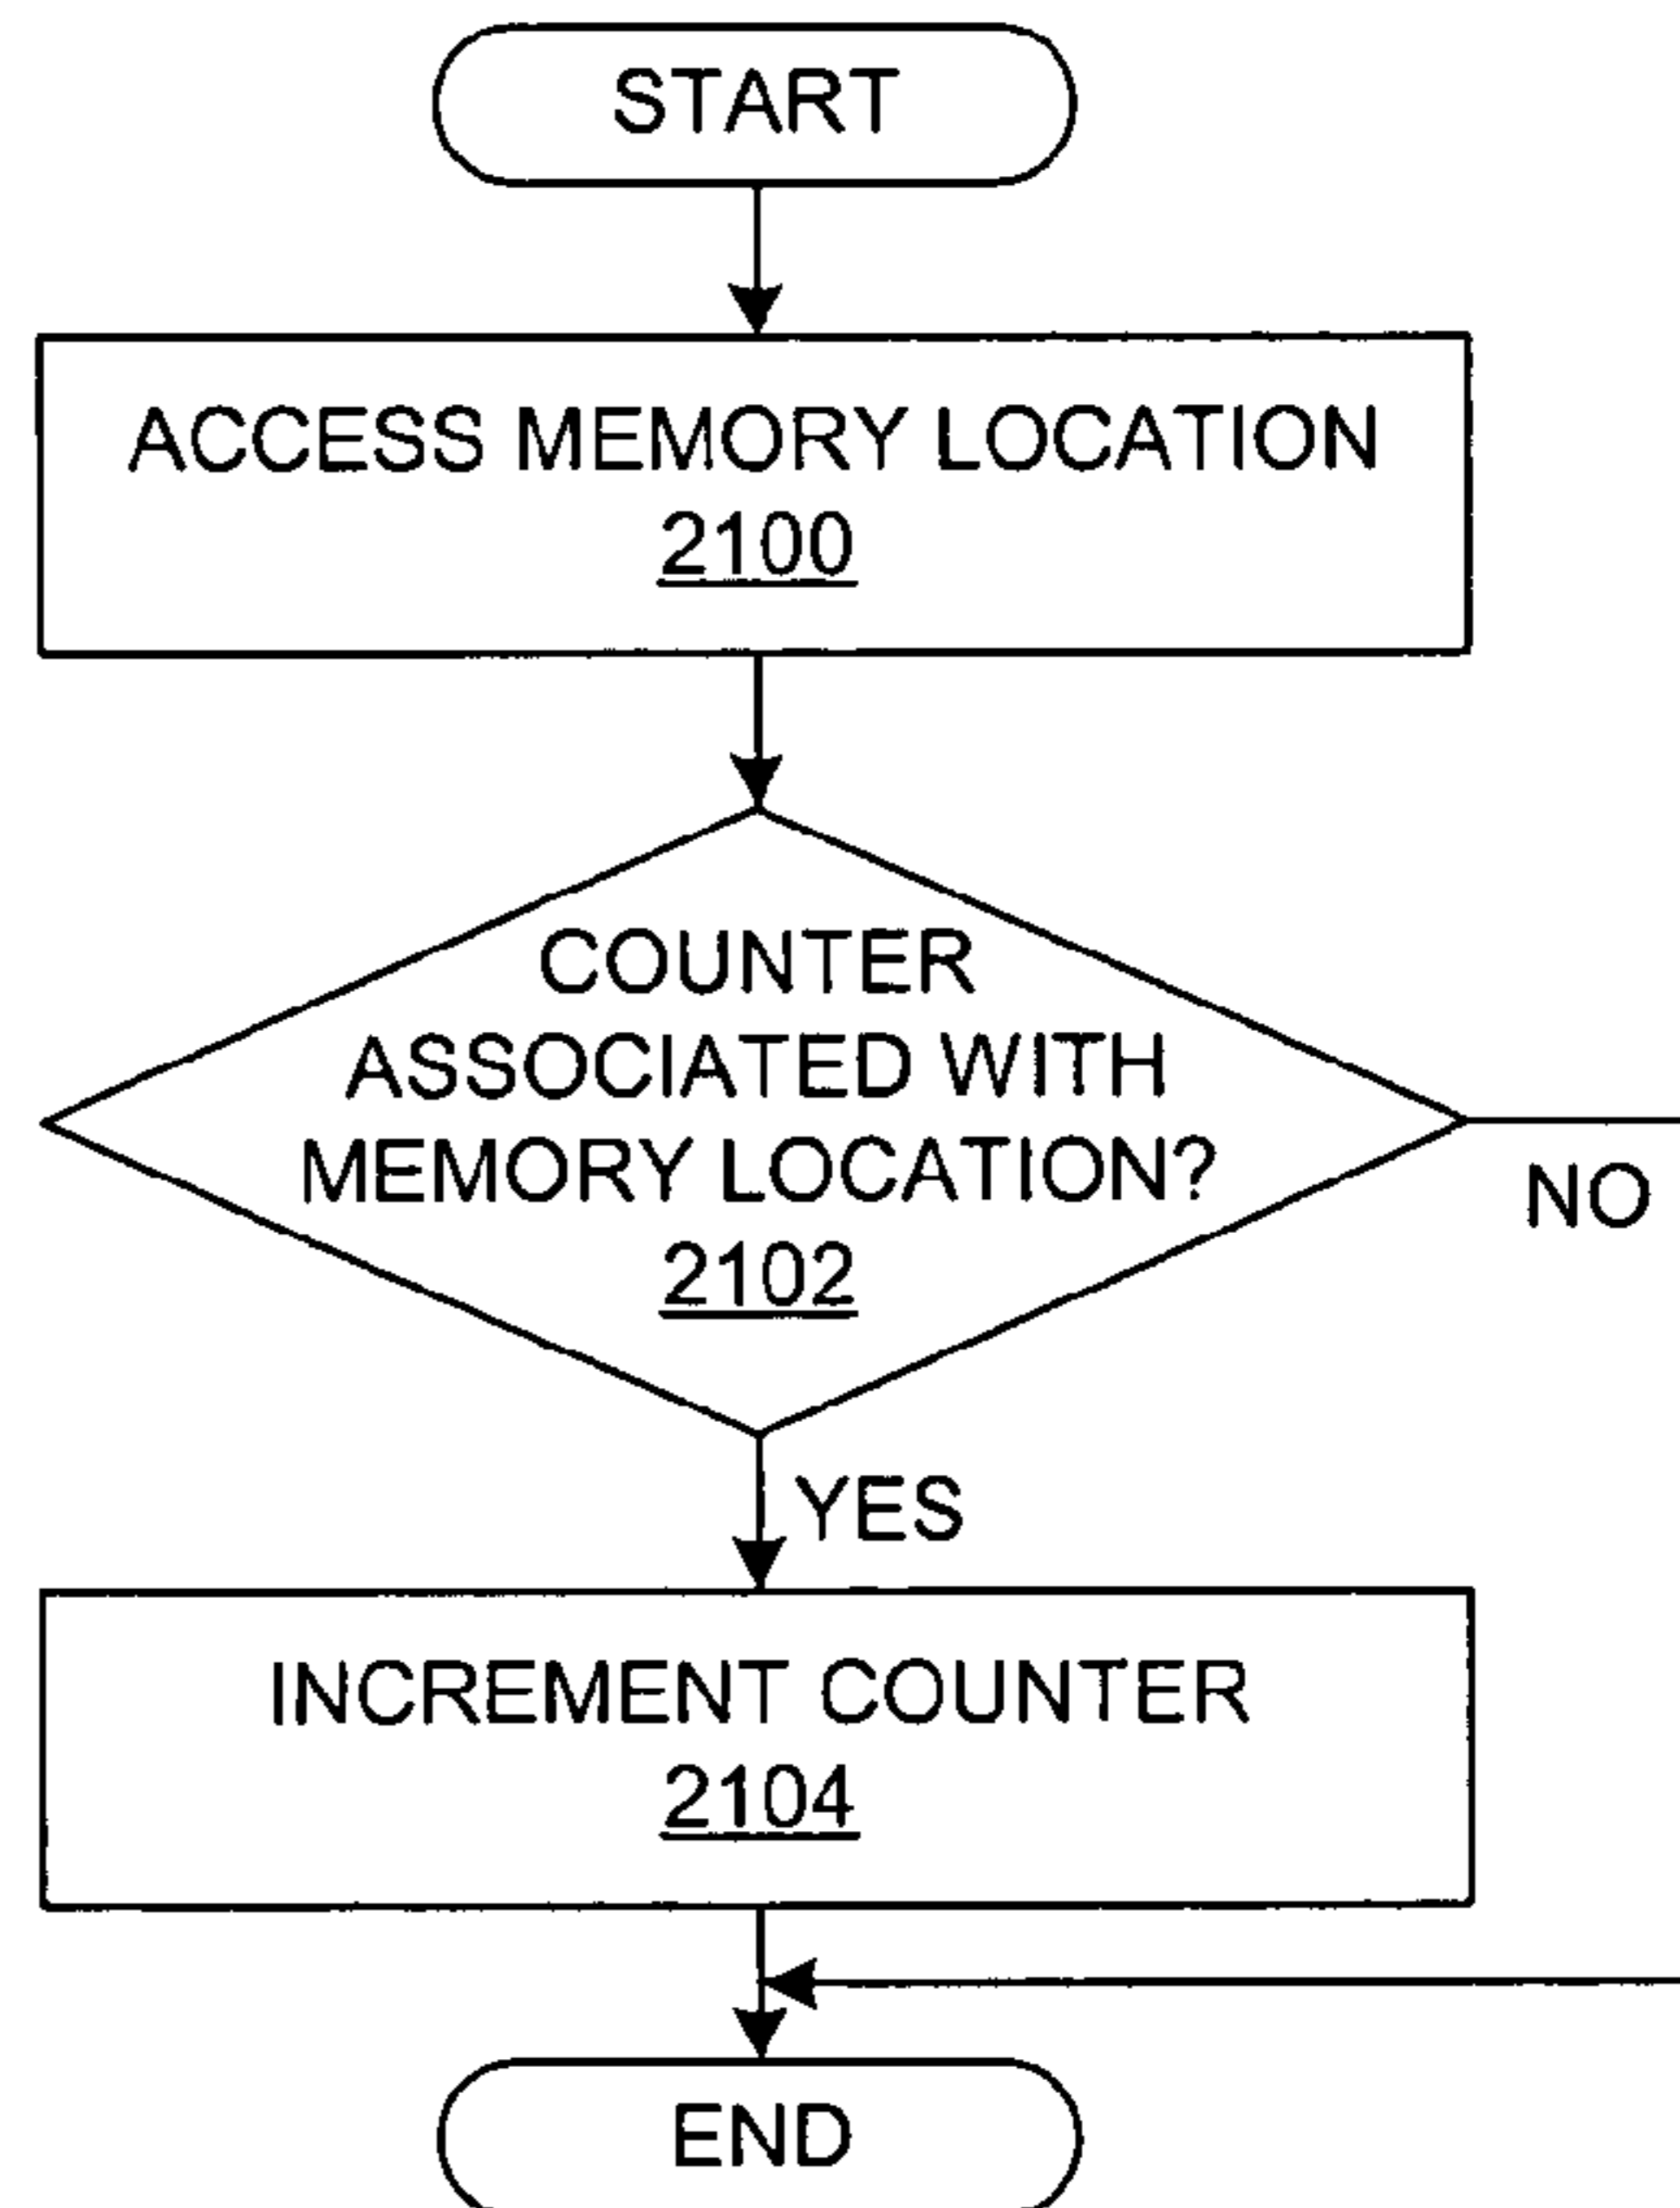 START
ACCESS MEMORY LOCATION
2100
COUNTER
ASSOCIATED WITH
MEMORY LOCATION?
2102
NO
YES
INCREMENT COUNTER
2104
END